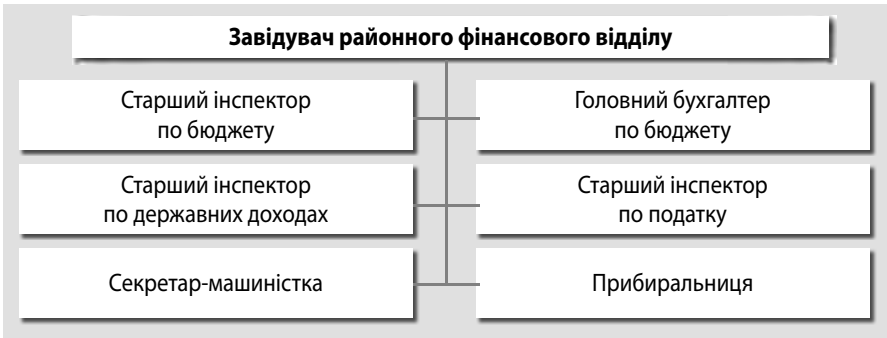 Завідувач районного фінансового відділу
Старший інспектор
по бюджету
Головний бухгалтер
по бюджету
Старший інспектор
по державних доходах
Старший інспектор
по податку
Секретар-машиністка
Прибиральниця